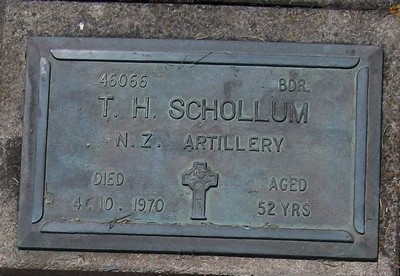 46066 BDR.
T. H. SCHOLLUM
N.Z. ARTILLERY
DIED AGED
4.10.1970 52 YRS